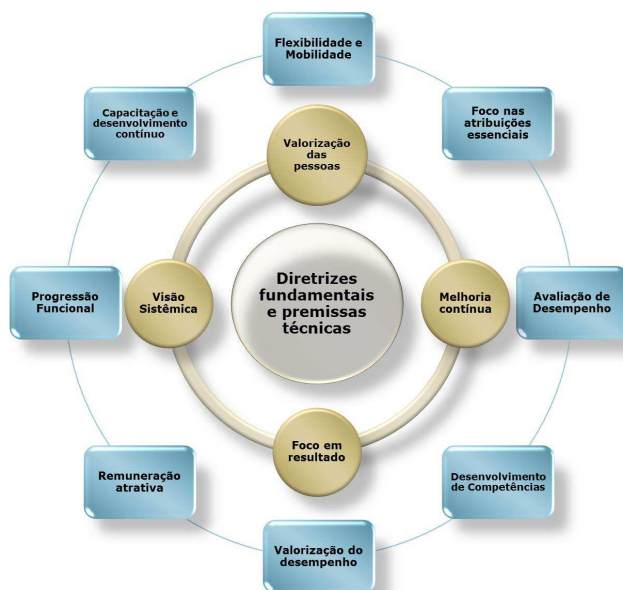 Flexibilidade e
Mobilidade
Capacitação e
desenvolvimento
contínuo
Foco nas
atribuições
essenciais
Valorização
das
pessoas
Progressão
Funcional
Visão
Sistêmica
Diretrizes
fundamentais
e premissas
técnicas
Melhoria
contínua
Avaliação de
Desempenho
Foco em
resultado
Remuneração
atrativa
Desenvolvimento
de Competências
Valorização do
desempenho